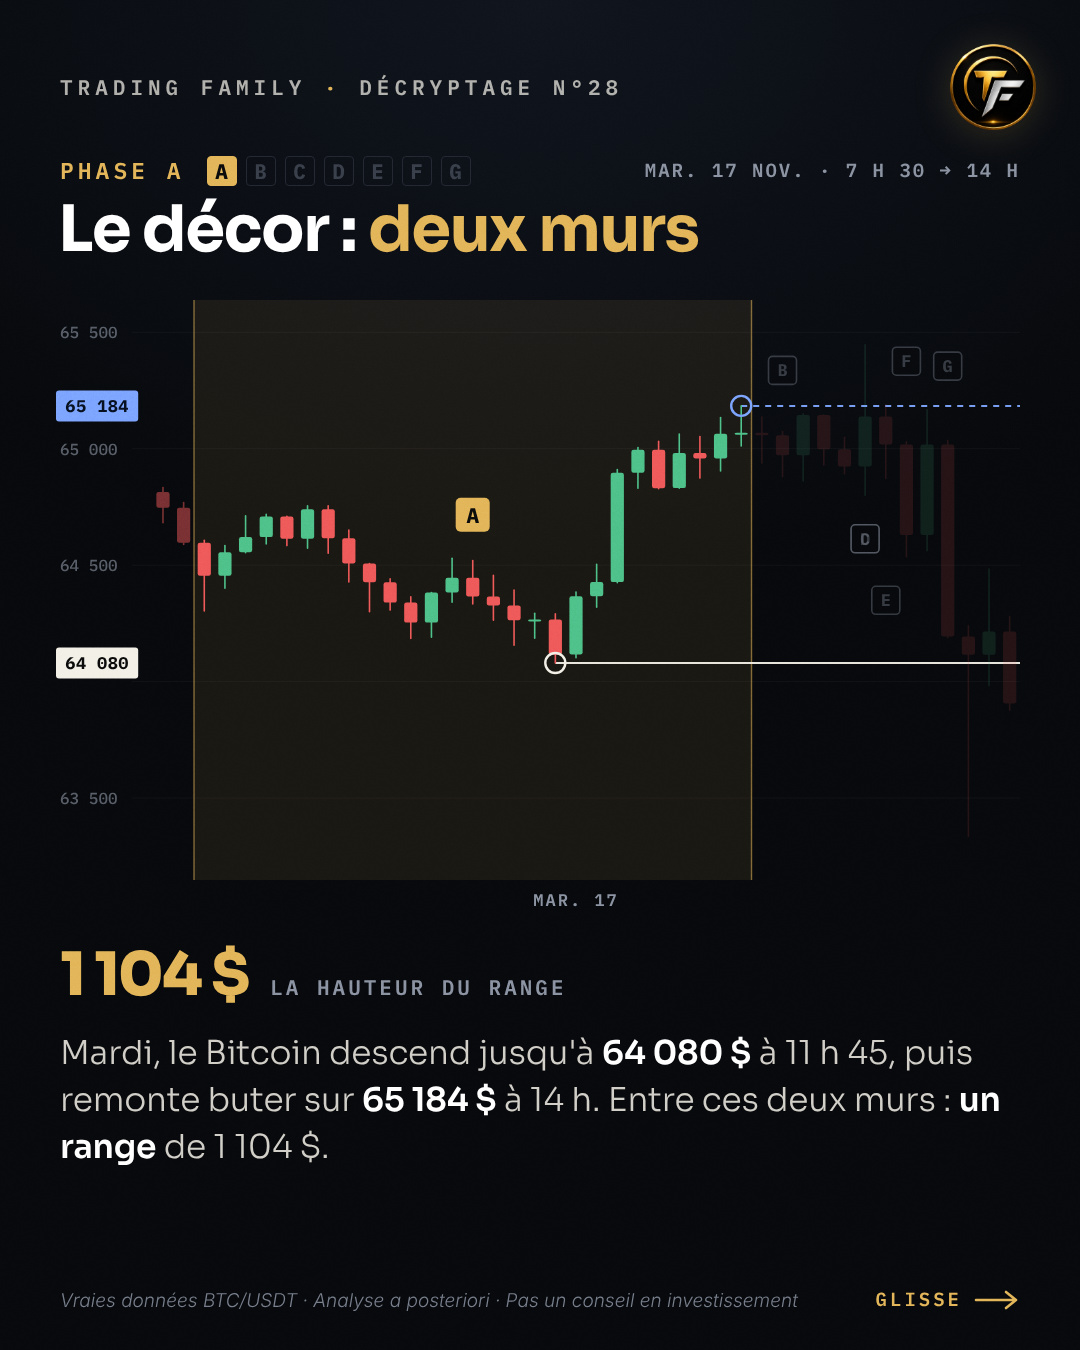 TRADING FAMILY · DÉCRYPTAGE N°28
TF
PHASE A A B C D E F G
MAR. 17 NOV. · 7 H 30 → 14 H
Le décor : deux murs
65 500
65 184
65 000
64 500
64 080
63 500
A
B
F
G
D
E
MAR. 17
1 104 $ LA HAUTEUR DU RANGE
Mardi, le Bitcoin descend jusqu'à 64 080 $ à 11 h 45, puis
remonte buter sur 65 184 $ à 14 h. Entre ces deux murs : un
range de 1 104 $.
Vraies données BTC/USDT · Analyse a posteriori · Pas un conseil en investissement
GLISSE →